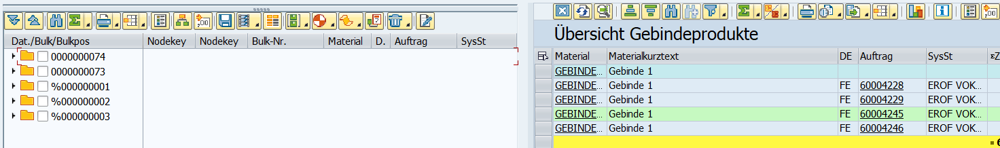 Dat./Bulk/Bulkpos Nodekey Nodekey Bulk-Nr. Material D. Auftrag SysSt
0000000074
0000000073
%000000001
%000000002
%000000003
Übersicht Gebindeprodukte
Material Materialkurztext DE Auftrag SysSt εZ
GEBINDE... Gebinde 1
GEBINDE... Gebinde 1 FE 60004228 EROF VOK...
GEBINDE... Gebinde 1 FE 60004229 EROF VOK...
GEBINDE... Gebinde 1 FE 60004245 EROF VOK...
GEBINDE... Gebinde 1 FE 60004246 EROF VOK...